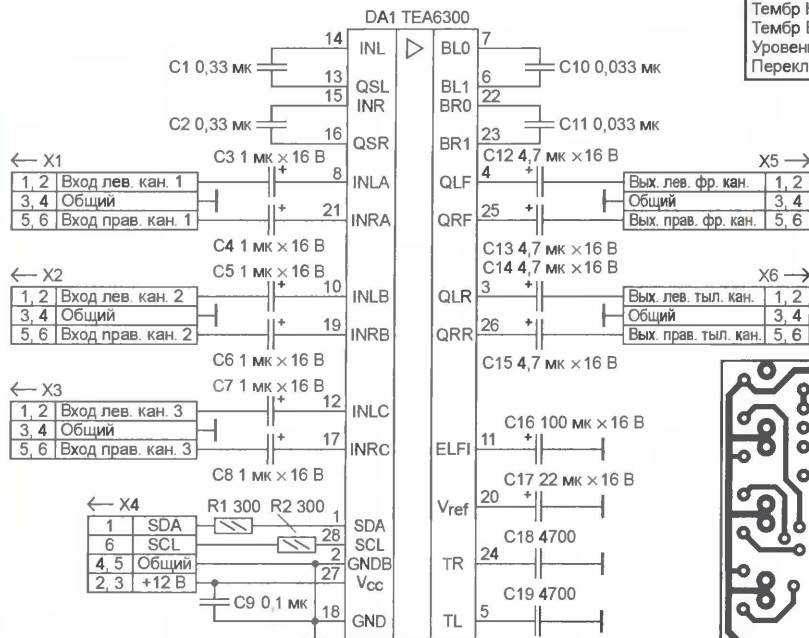 DA1 TEA6300
Тембр
Тембр
Уровен
Перекл
14 INL BL0 7
C1 0,33 мк
C10 0,033 мк
13 QSL BL1 6
15 INR BR0 22
C2 0,33 мк
C11 0,033 мк
16 QSR BR1 23
← X1
C3 1 мк × 16 В
C12 4,7 мк × 16 В
X5 →
1, 2 Вход лев. кан. 1
+ 8 INLA QLF 4 +
Вых. лев. фр. кан. 1, 2
3, 4 Общий
Общий 3, 4
5, 6 Вход прав. кан. 1
+ 21 INRA QRF 25 +
Вых. прав. фр. кан. 5, 6
C4 1 мк × 16 В
C13 4,7 мк × 16 В
← X2
C5 1 мк × 16 В
C14 4,7 мк × 16 В
X6 →
1, 2 Вход лев. кан. 2
+ 10 INLB QLR 3 +
Вых. лев. тыл. кан. 1, 2
3, 4 Общий
Общий 3, 4
5, 6 Вход прав. кан. 2
+ 19 INRB QRR 26 +
Вых. прав. тыл. кан. 5, 6
C6 1 мк × 16 В
C15 4,7 мк × 16 В
← X3
C7 1 мк × 16 В
1, 2 Вход лев. кан. 3
+ 12 INLC
3, 4 Общий
C16 100 мк × 16 В
5, 6 Вход прав. кан. 3
+ 17 INRC ELFI 11 +
C8 1 мк × 16 В
C17 22 мк × 16 В
Vref 20 +
← X4
R1 300 R2 300
1 SDA
1 SDA
C18 4700
6 SCL
28 SCL
4, 5 Общий
2 GNDB TR 24
2, 3 +12 В
27 Vcc
C19 4700
C9 0,1 мк
18 GND TL 5